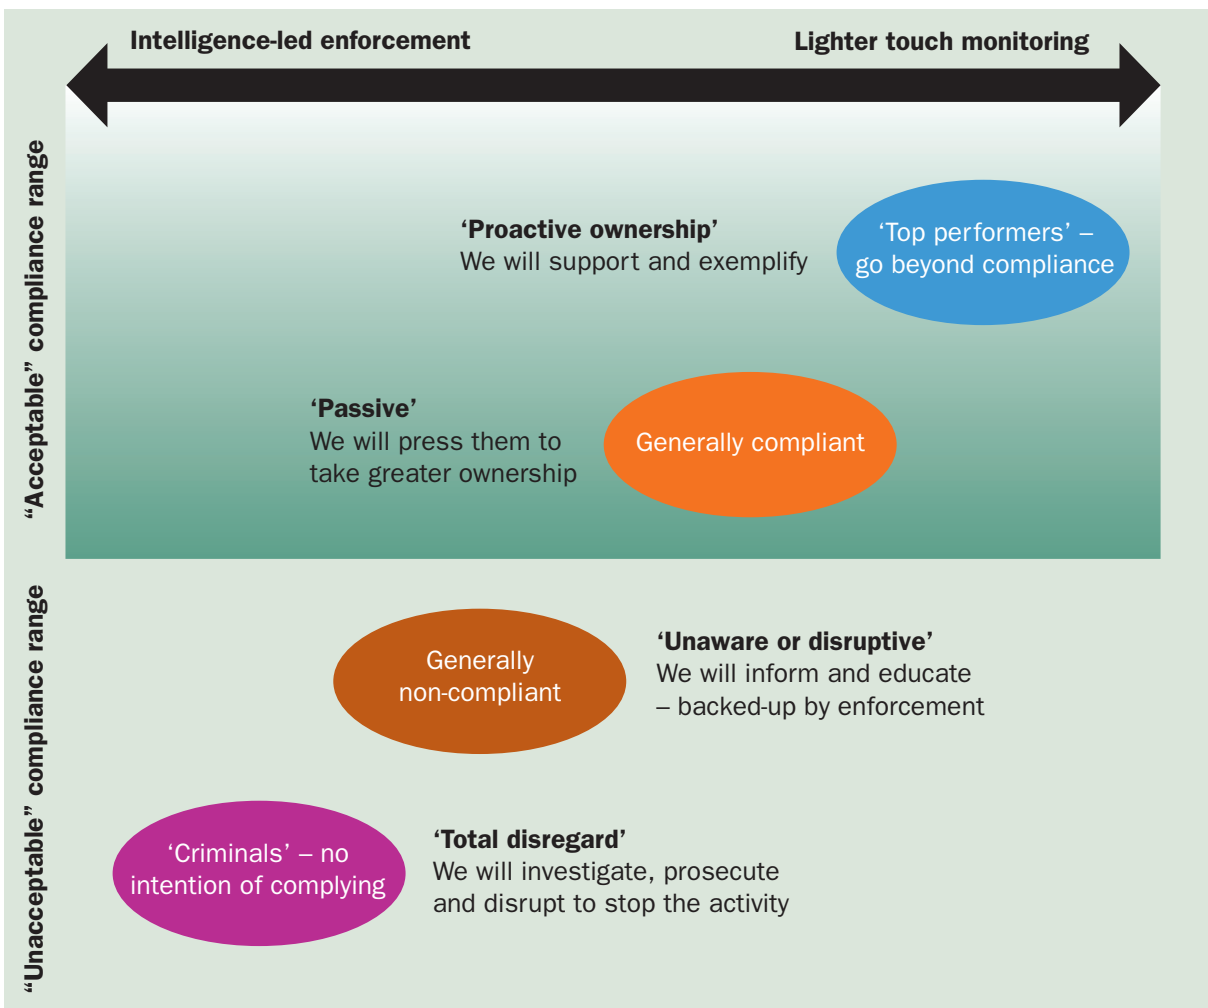 Intelligence-led enforcement
Lighter touch monitoring
“Acceptable” compliance range
‘Proactive ownership’
We will support and exemplify
‘Top performers’ –
go beyond compliance
‘Passive’
We will press them to
take greater ownership
Generally compliant
“Unacceptable” compliance range
Generally
non-compliant
‘Unaware or disruptive’
We will inform and educate
– backed-up by enforcement
‘Criminals’ – no
intention of complying
‘Total disregard’
We will investigate, prosecute
and disrupt to stop the activity